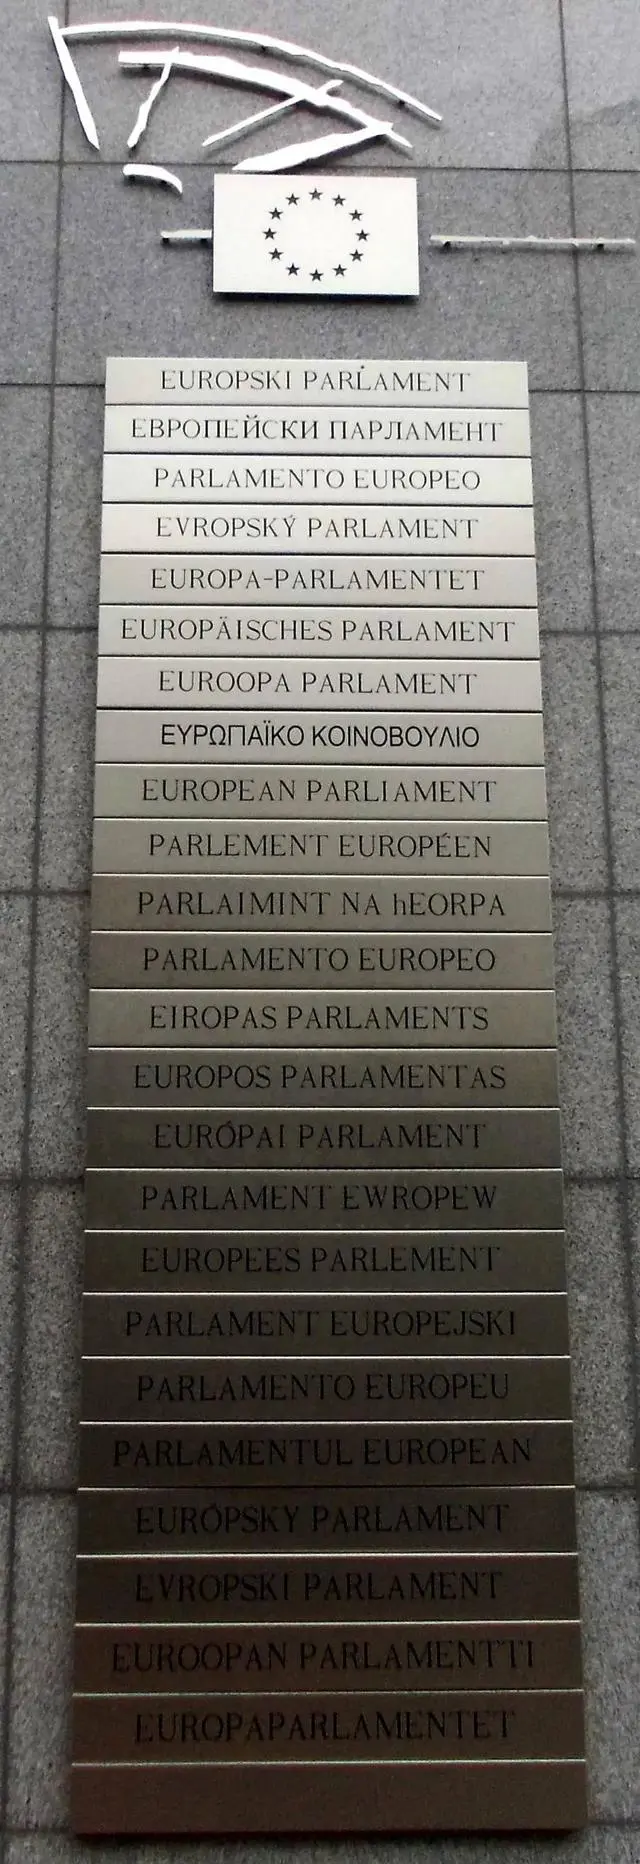 EUROPSKI PARLAMENT
ЕВРОПЕЙСКИ ПАРЛАМЕНТ
PARLAMENTO EUROPEO
EVROPSKÝ PARLAMENT
EUROPA-PARLAMENTET
EUROPÄISCHES PARLAMENT
EUROOPA PARLAMENT
ΕΥΡΩΠΑΪΚΟ ΚΟΙΝΟΒΟΥΛΙΟ
EUROPEAN PARLIAMENT
PARLEMENT EUROPÉEN
PARLAIMINT NA hEORPA
PARLAMENTO EUROPEO
EIROPAS PARLAMENTS
EUROPOS PARLAMENTAS
EURÓPAI PARLAMENT
PARLAMENT EWROPEW
EUROPEES PARLEMENT
PARLAMENT EUROPEJSKI
PARLAMENTO EUROPEU
PARLAMENTUL EUROPEAN
EURÓPSKY PARLAMENT
EVROPSKI PARLAMENT
EUROOPAN PARLAMENTTI
EUROPAPARLAMENTET